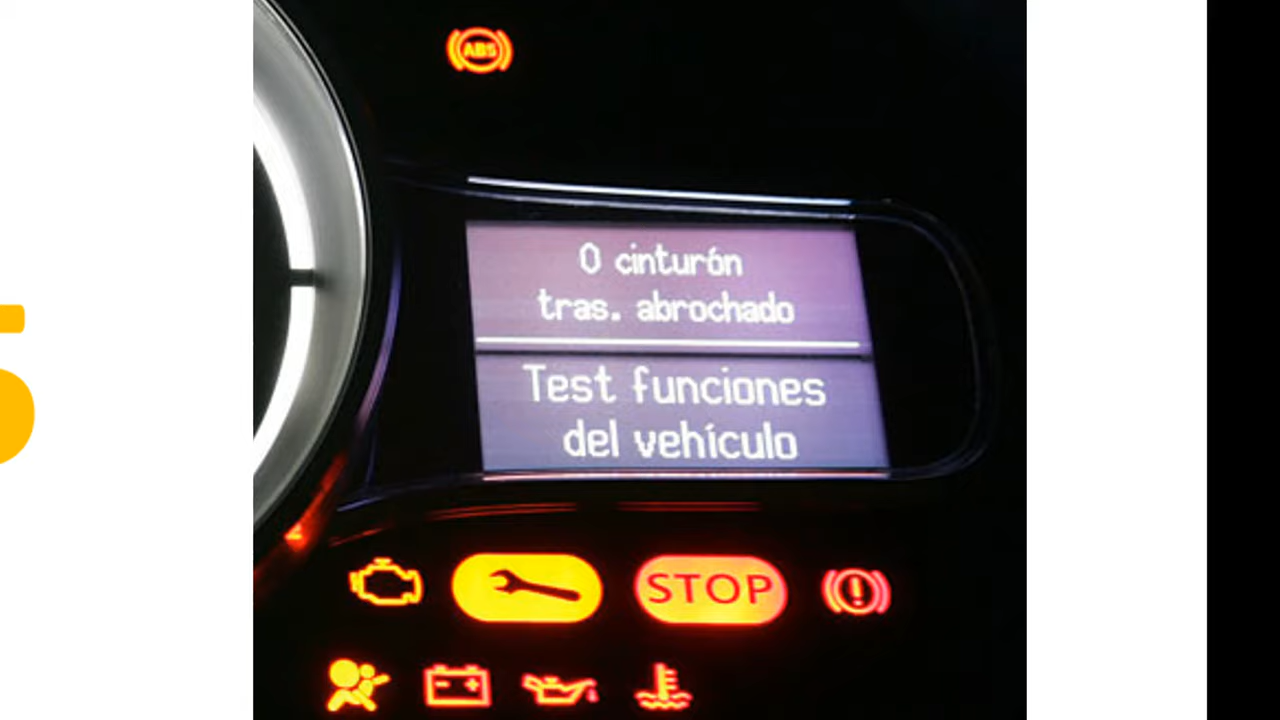 ABS
0 cinturón
tras. abrochado
Test funciones
del vehículo
STOP